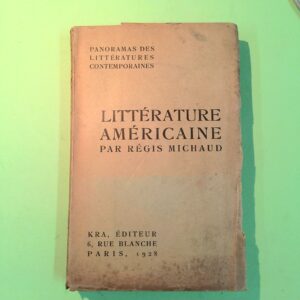 PANORAMAS DES
LITTÉRATURES
CONTEMPORAINES
LITTÉRATURE
AMÉRICAINE
PAR RÉGIS MICHAUD
KRA, ÉDITEUR
6, RUE BLANCHE
PARIS, 1928